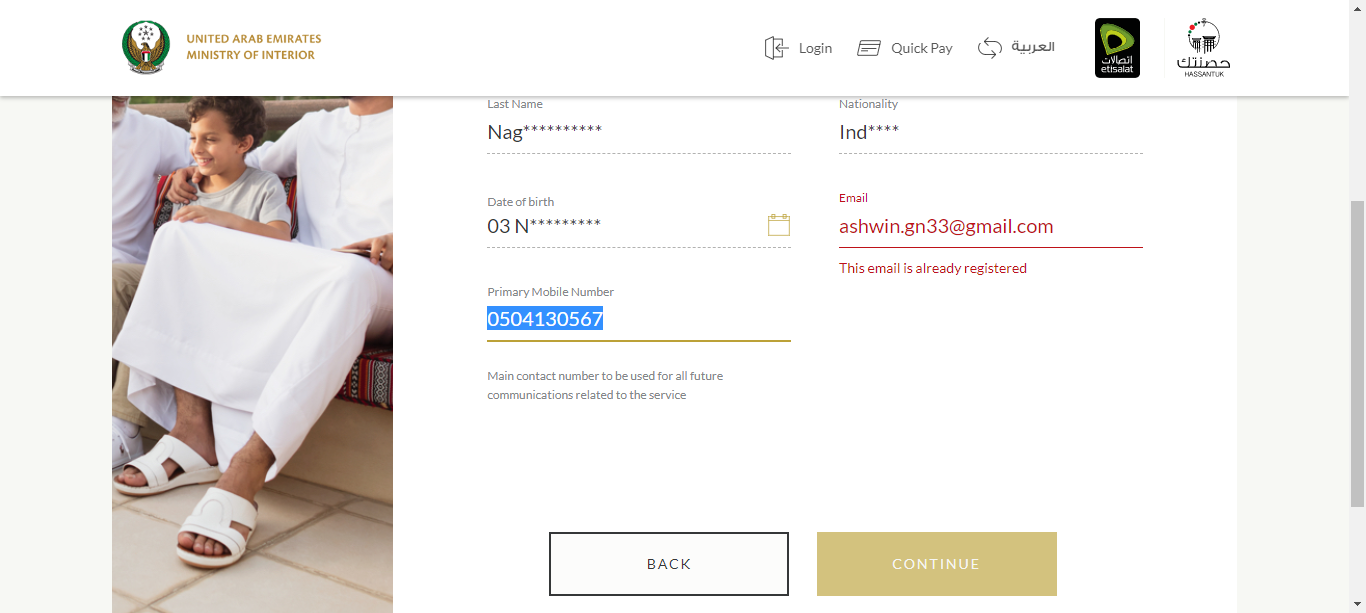 UNITED ARAB EMIRATES
MINISTRY OF INTERIOR
Login
Quick Pay
العربية
اتصالات
etisalat
حصنتك
HASSANTUK
Last Name
Nag**********
Nationality
Ind****
Date of birth
03 N*********
Email
ashwin.gn33@gmail.com
This email is already registered
Primary Mobile Number
0504130567
Main contact number to be used for all future
communications related to the service
BACK
CONTINUE